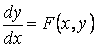 dy/dx = F(x, y)